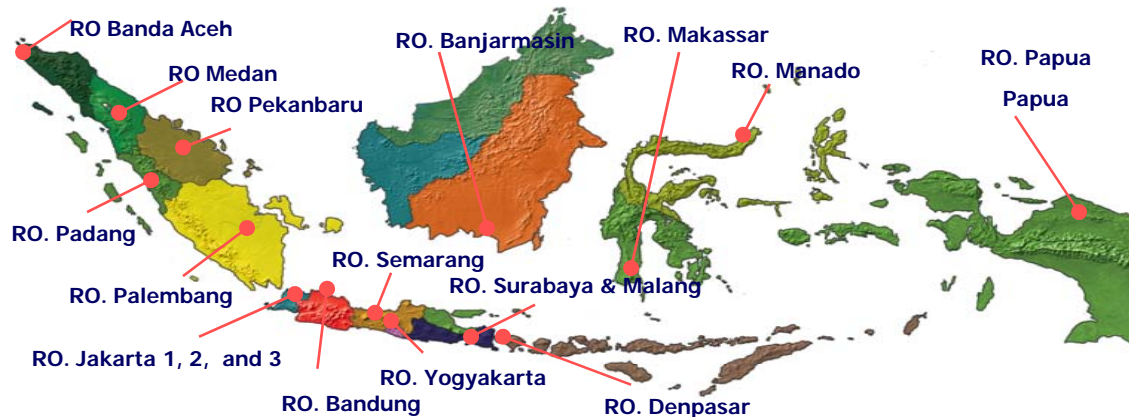 RO Banda Aceh
RO. Banjarmasin
RO. Makassar
RO. Manado
RO. Papua
Papua
RO Medan
RO Pekanbaru
RO. Padang
RO. Palembang
RO. Semarang
RO. Surabaya & Malang
RO. Jakarta 1, 2, and 3
RO. Yogyakarta
RO. Bandung
RO. Denpasar